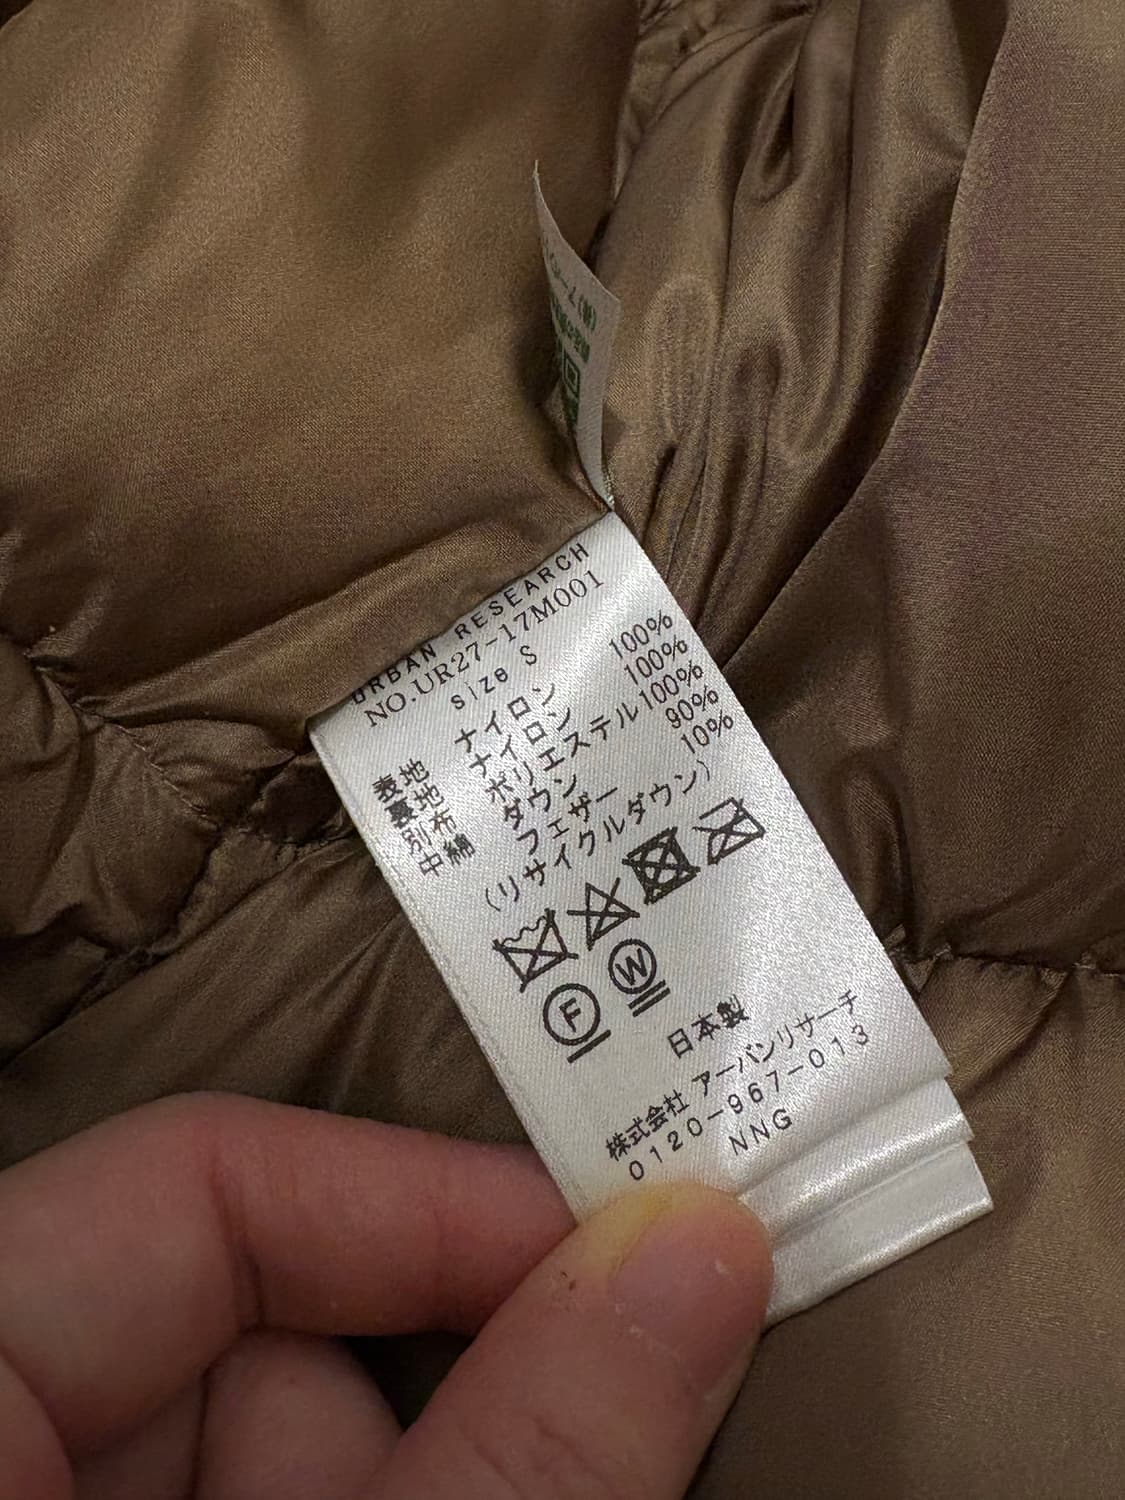 URBAN RESEARCH
NO.UR27-17M001
size S
表地 ナイロン 100%
裏地 ナイロン 100%
別布 ポリエステル 100%
中綿 ダウン 90%
フェザー 10%
(リサイクルダウン)
F W
日本製
株式会社 アーバンリサーチ
0120-967-013
NNG